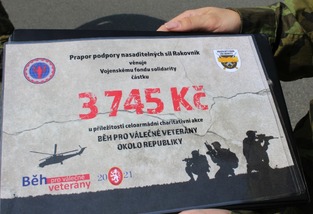 Prapor podpory nasaditelných sil Rakovník
věnuje
Vojenskému fondu solidarity
částku
3 745 Kč
u příležitosti celoarmádní charitativní akce
BĚH PRO VÁLEČNÉ VETERÁNY
OKOLO REPUBLIKY
Běh pro válečné
veterány
20 21